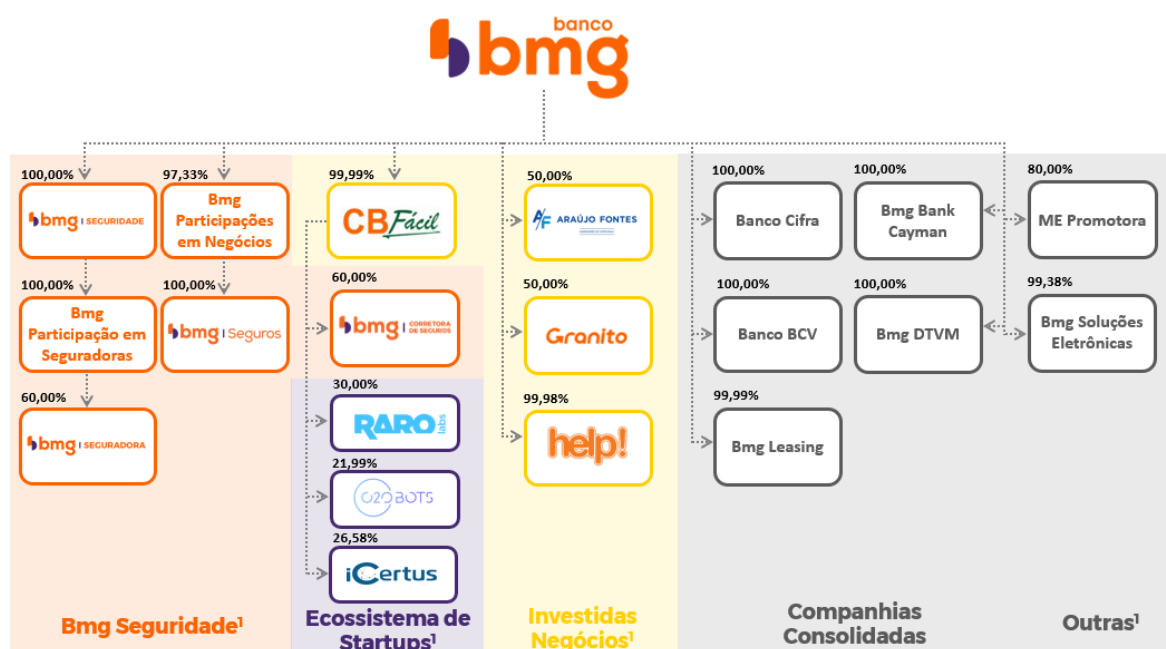 banco
bmg
100,00%
bmg | SEGURIDADE
97,33%
Bmg
Participações
em Negócios
100,00%
Bmg
Participação em
Seguradoras
100,00%
bmg | Seguros
60,00%
bmg | SEGURADORA
Bmg Seguridade¹
99,99%
CB Fácil
60,00%
bmg | CORRETORA
DE SEGUROS
30,00%
RARO labs
21,99%
O2OBOTS
26,58%
iCertus
Ecossistema de
Startups¹
50,00%
A/F ARAÚJO FONTES
50,00%
Granito
99,98%
help!
Investidas
Negócios¹
100,00%
Banco Cifra
100,00%
Bmg Bank
Cayman
100,00%
Banco BCV
100,00%
Bmg DTVM
99,99%
Bmg Leasing
Companhias
Consolidadas
80,00%
ME Promotora
99,38%
Bmg Soluções
Eletrônicas
Outras¹